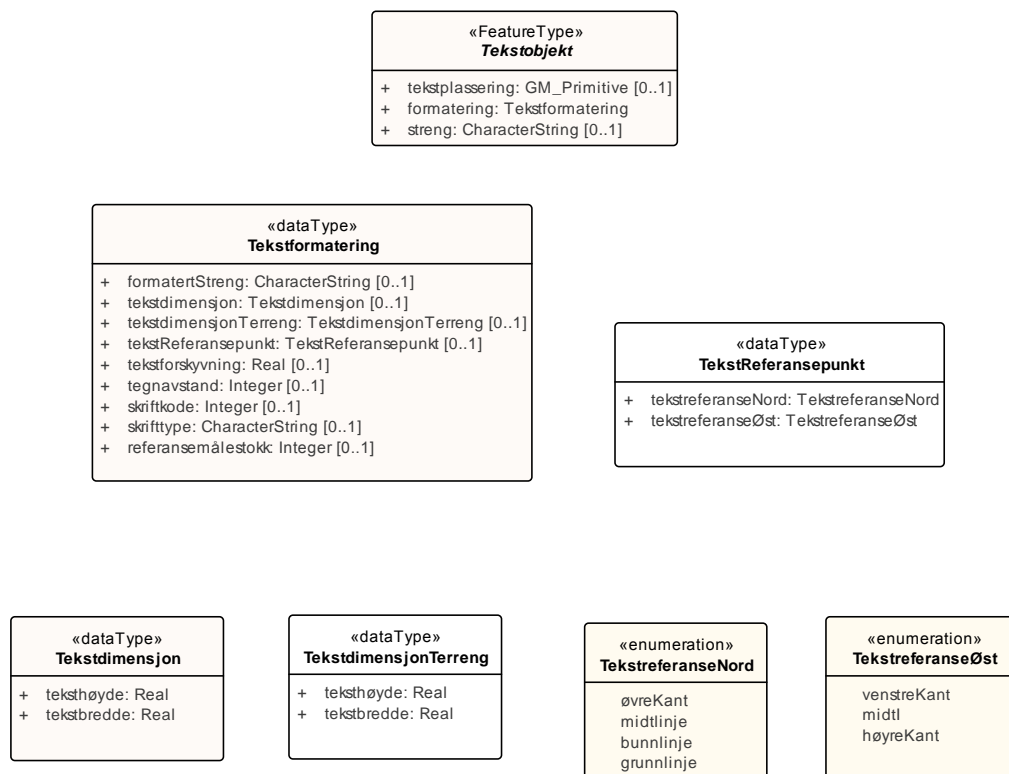 «FeatureType»
Tekstobjekt
+ tekstplassering: GM_Primitive [0..1]
+ formatering: Tekstformatering
+ streng: CharacterString [0..1]
«dataType»
Tekstformatering
+ formatertStreng: CharacterString [0..1]
+ tekstdimensjon: Tekstdimensjon [0..1]
+ tekstdimensjonTerreng: TekstdimensjonTerreng [0..1]
+ tekstReferansepunkt: TekstReferansepunkt [0..1]
+ tekstforskyvning: Real [0..1]
+ tegnavstand: Integer [0..1]
+ skriftkode: Integer [0..1]
+ skrifttype: CharacterString [0..1]
+ referansemålestokk: Integer [0..1]
«dataType»
TekstReferansepunkt
+ tekstreferanseNord: TekstreferanseNord
+ tekstreferanseØst: TekstreferanseØst
«dataType»
Tekstdimensjon
+ teksthøyde: Real
+ tekstbredde: Real
«dataType»
TekstdimensjonTerreng
+ teksthøyde: Real
+ tekstbredde: Real
«enumeration»
TekstreferanseNord
øvreKant
midtlinje
bunnlinje
grunnlinje
«enumeration»
TekstreferanseØst
venstreKant
midtI
høyreKant